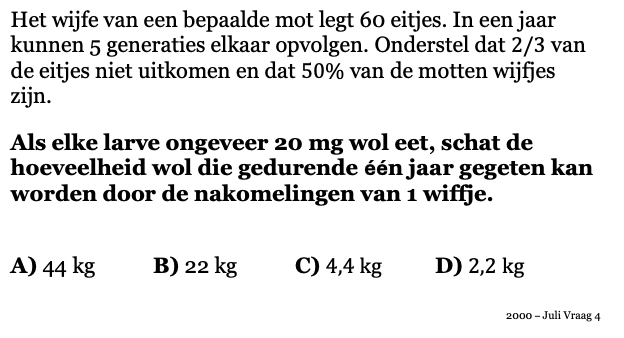 Het wijfe van een bepaalde mot legt 60 eitjes. In een jaar
kunnen 5 generaties elkaar opvolgen. Onderstel dat 2/3 van
de eitjes niet uitkomen en dat 50% van de motten wijfjes
zijn.
Als elke larve ongeveer 20 mg wol eet, schat de
hoeveelheid wol die gedurende één jaar gegeten kan
worden door de nakomelingen van 1 wiffje.
A) 44 kg B) 22 kg C) 4,4 kg D) 2,2 kg
2000 – Juli Vraag 4